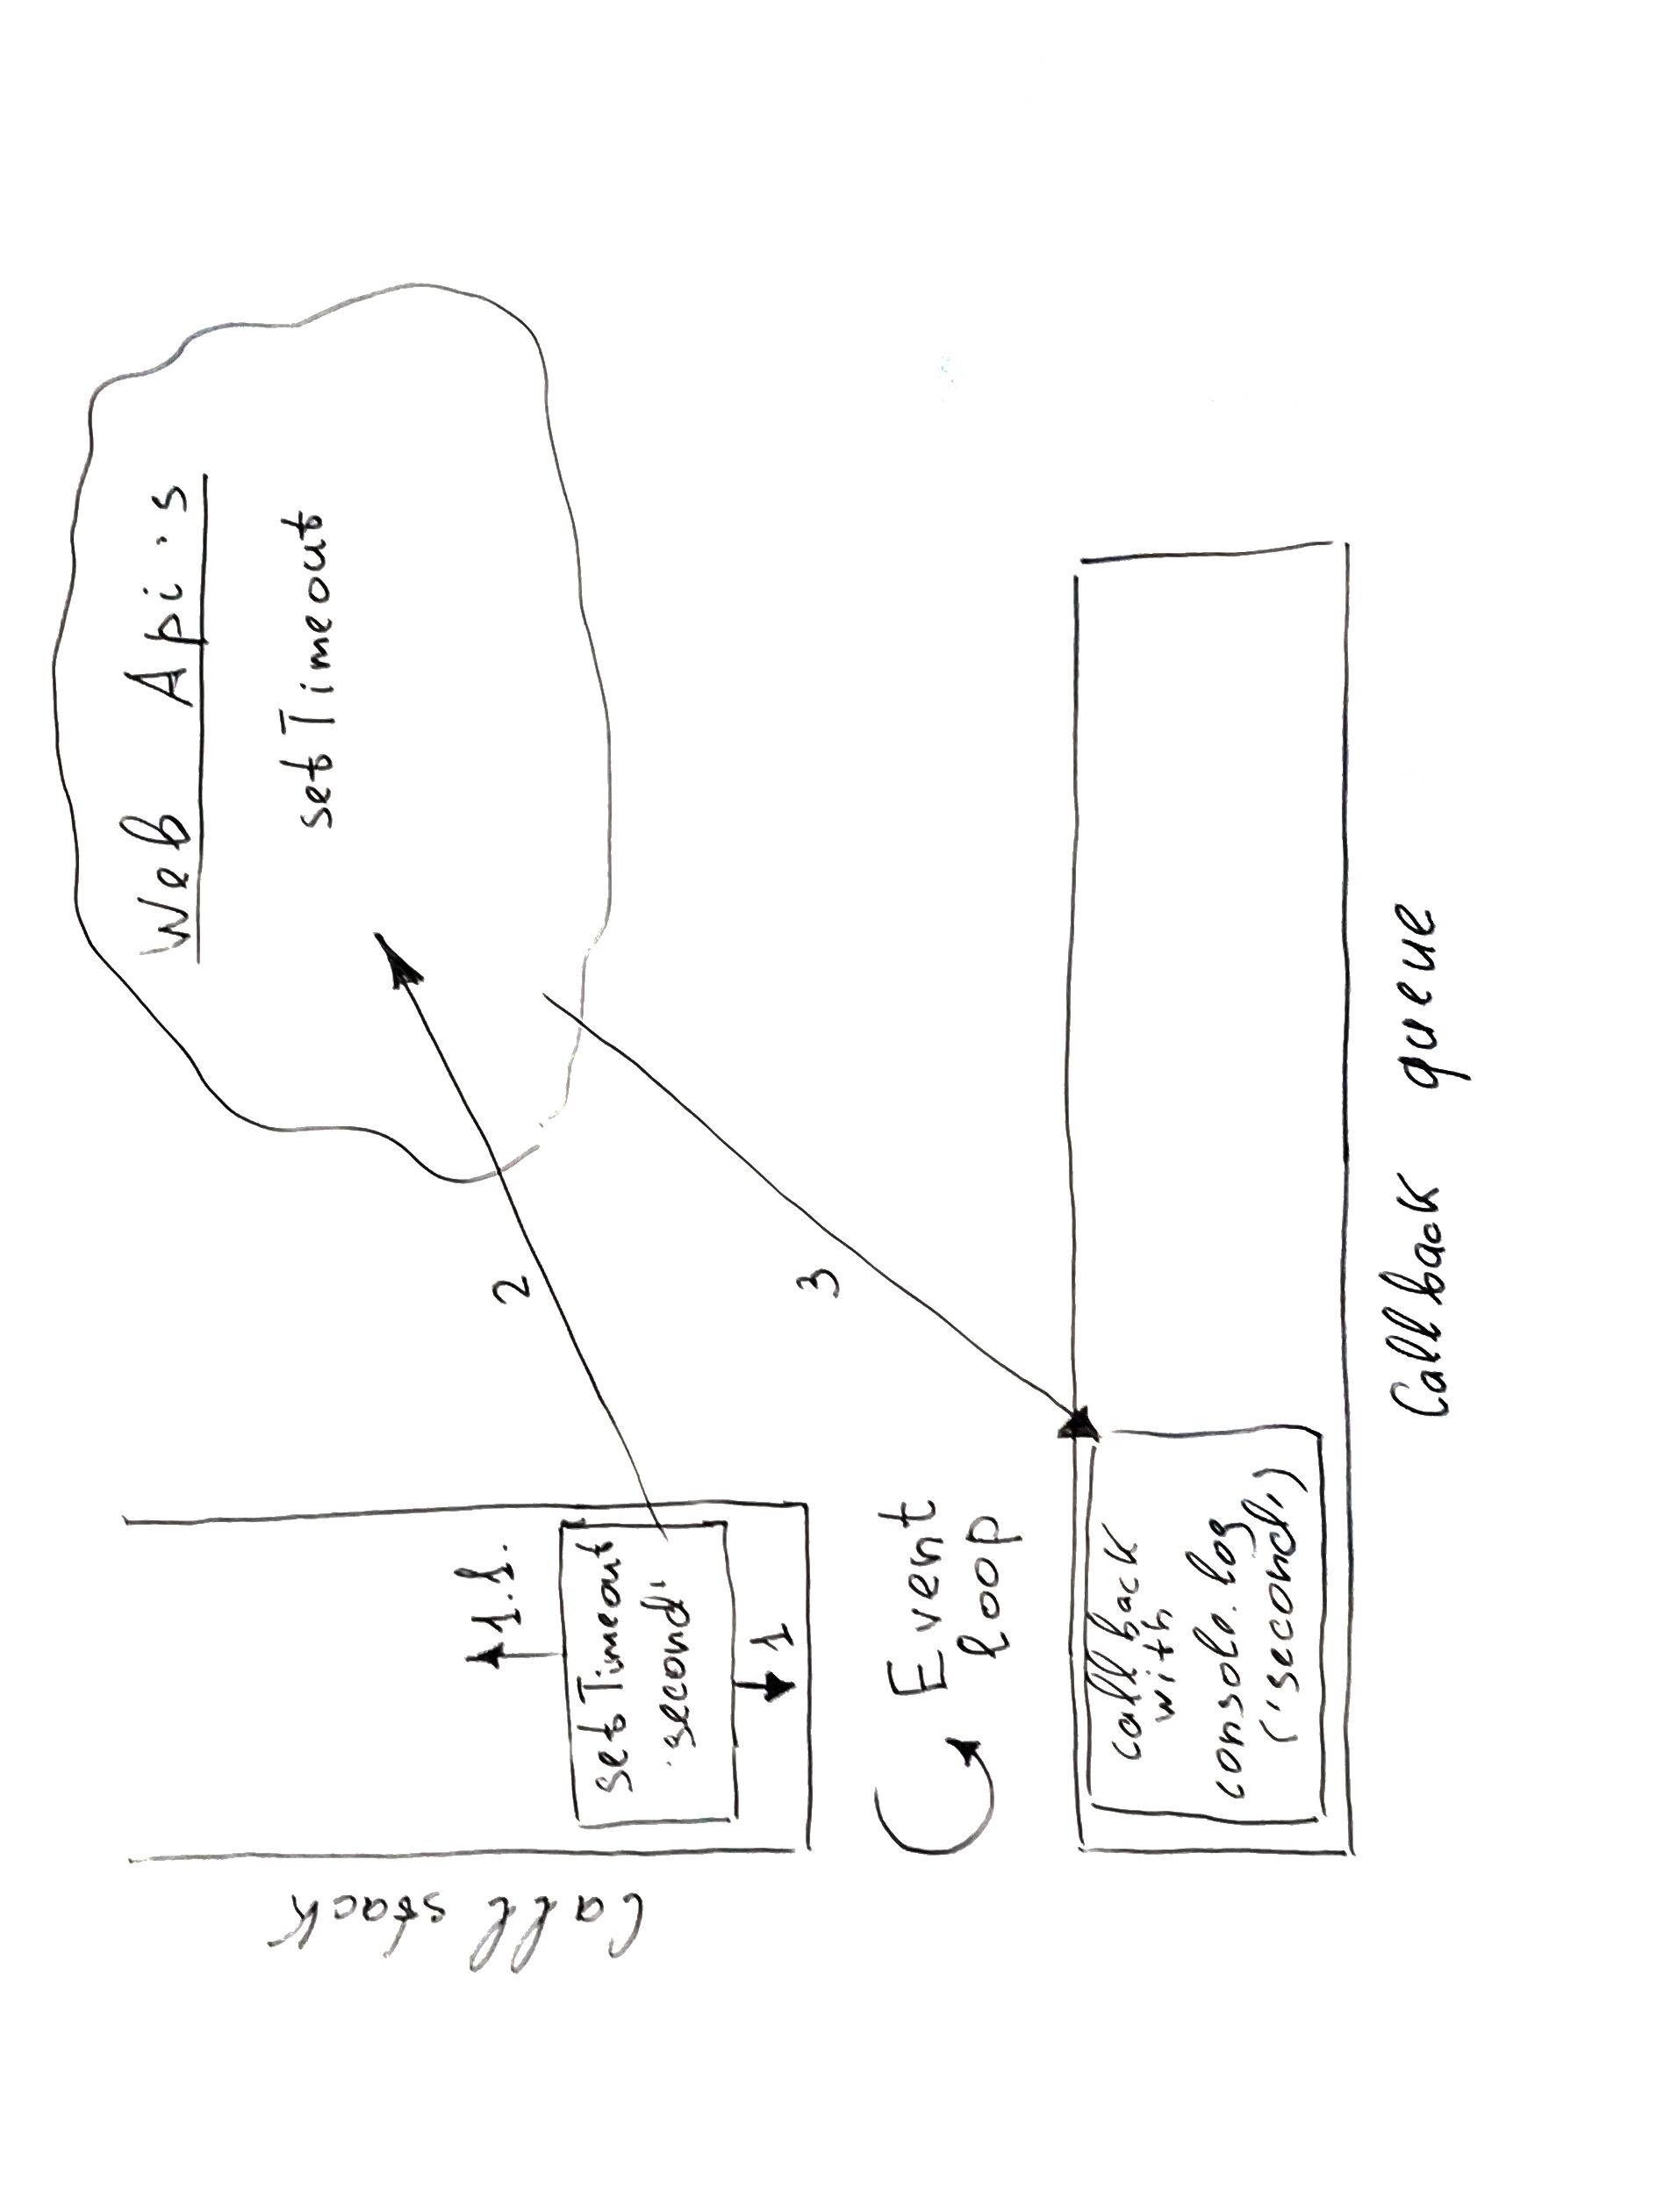 Call stack
1.1.
setTimeout
'second'
1
2
Web Api's
setTimeout
3
Event
loop
callback
with
console.log
('second')
Callback queue